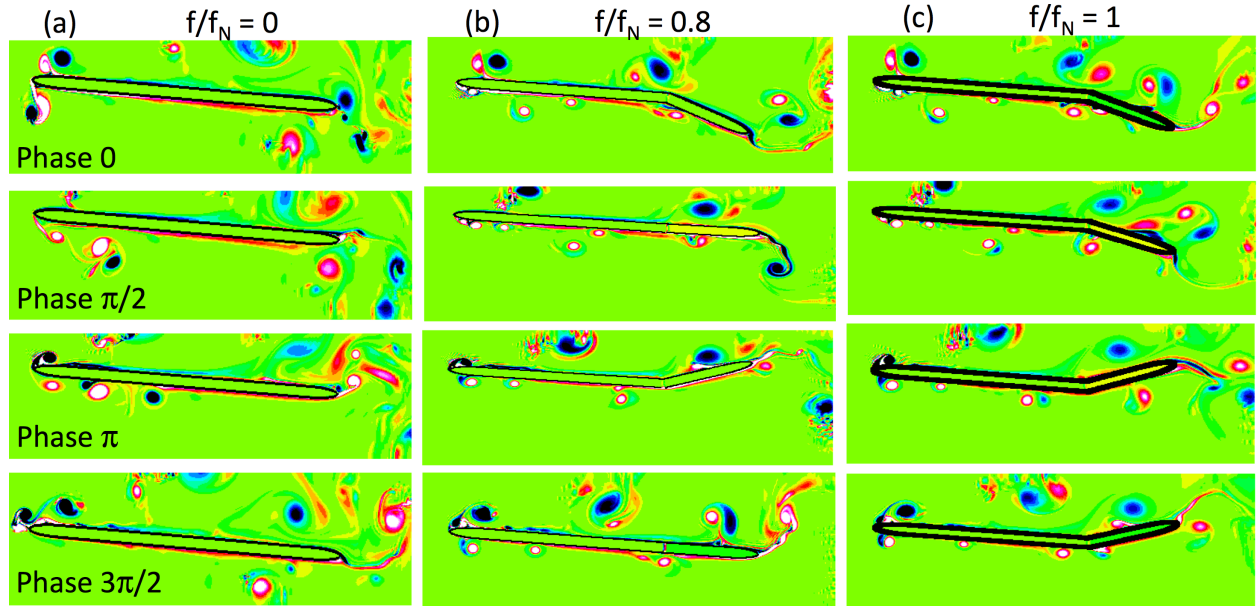 (a) f/f_N = 0 (b) f/f_N = 0.8 (c) f/f_N = 1
Phase 0
Phase π/2
Phase π
Phase 3π/2